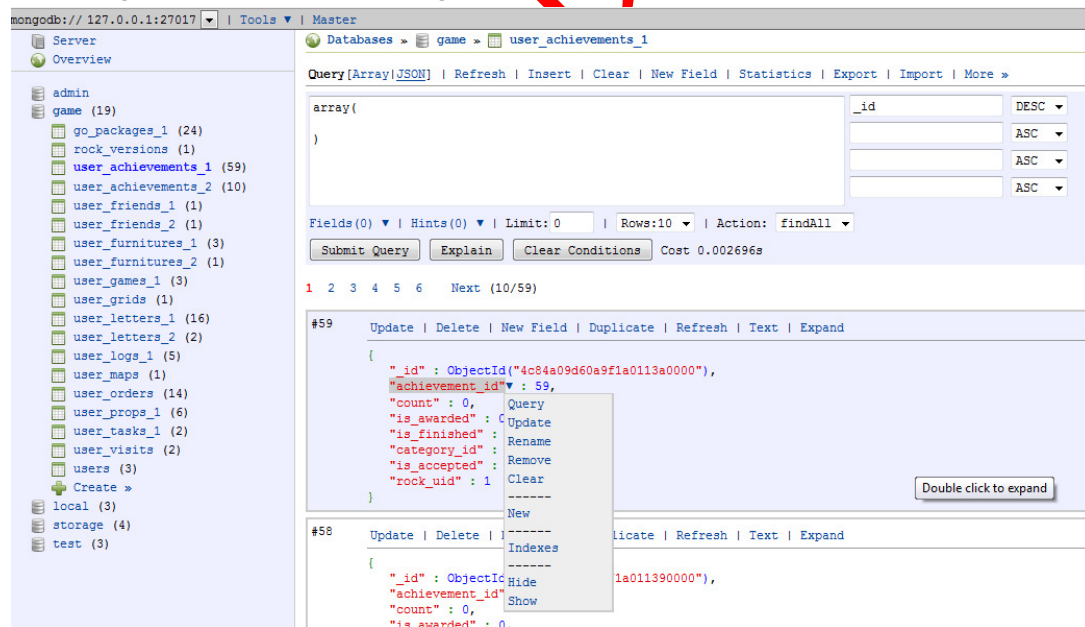 mongodb:// 127.0.0.1:27017 | Tools ▼ | Master
Server
Overview
admin
game (19)
go_packages_1 (24)
rock_versions (1)
user_achievements_1 (59)
user_achievements_2 (10)
user_friends_1 (1)
user_friends_2 (1)
user_furnitures_1 (3)
user_furnitures_2 (1)
user_games_1 (3)
user_grids (1)
user_letters_1 (16)
user_letters_2 (2)
user_logs_1 (5)
user_maps (1)
user_orders (14)
user_props_1 (6)
user_tasks_1 (2)
user_visits (2)
users (3)
Create »
local (3)
storage (4)
test (3)
Databases » game » user_achievements_1
Query[Array|JSON] | Refresh | Insert | Clear | New Field | Statistics | Export | Import | More »
array(
)
_id DESC
ASC
ASC
ASC
Fields(0) ▼ | Hints(0) ▼ | Limit: 0 | Rows:10 | Action: findAll
Submit Query Explain Clear Conditions Cost 0.002696s
1 2 3 4 5 6 Next (10/59)
#59 Update | Delete | New Field | Duplicate | Refresh | Text | Expand
{
"_id" : ObjectId("4c84a09d60a9f1a0113a0000"),
"achievement_id"▼ : 59,
"count" : 0,
"is_awarded" : 0
"is_finished" :
"category_id" :
"is_accepted" :
"rock_uid" : 1
}
Query
Update
Rename
Remove
Clear
------
New
------
Indexes
------
Hide
Show
Double click to expand
#58 Update | Delete | licate | Refresh | Text | Expand
{
"_id" : ObjectId 1a011390000"),
"achievement_id"
"count" : 0,
"is_awarded" : 0,